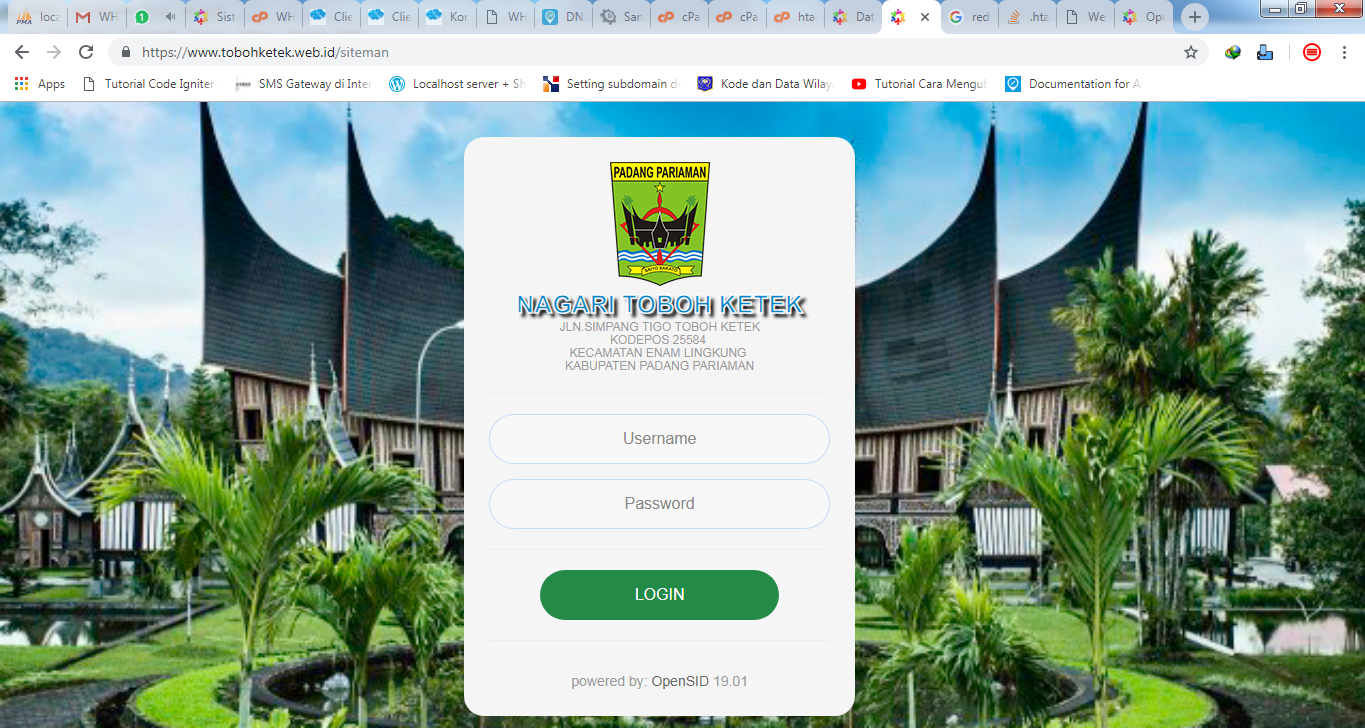 loca
WH
1
Sist
WH
Clie
Clie
Kor
WH
DN
San
cPa
cPa
hta
Dat
red
.hta
We
Ope
https://www.tobohketek.web.id/siteman
Apps
Tutorial Code Igniter
SMS Gateway di Inter
Localhost server + Sh
Setting subdomain d
Kode dan Data Wilay
Tutorial Cara Mengub
Documentation for A
PADANG PARIAMAN
SAIYO SAKATO
NAGARI TOBOH KETEK
JLN.SIMPANG TIGO TOBOH KETEK
KODEPOS 25584
KECAMATAN ENAM LINGKUNG
KABUPATEN PADANG PARIAMAN
Username
Password
LOGIN
powered by: OpenSID 19.01